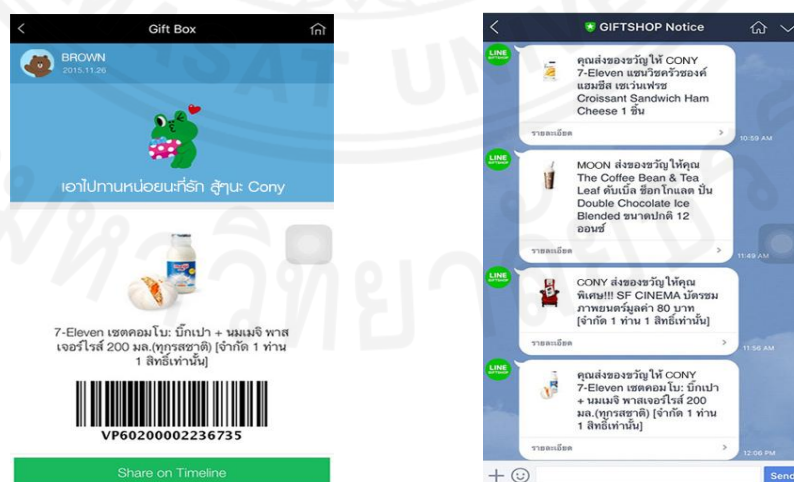 Gift Box
BROWN
2015.11.26
เอาไปทานหน่อยนะที่รัก สู้ๆนะ Cony
7-Eleven เซตคอมโบ: บิ๊กเปา + นมเมจิ พาส
เจอร์ไรส์ 200 มล.(ทุกรสชาติ) [จำกัด 1 ท่าน
1 สิทธิ์เท่านั้น]
VP60200002236735
Share on Timeline
GIFTSHOP Notice
LINE
GIFTSHOP
คุณส่งของขวัญให้ CONY
7-Eleven แซนวิชครัวซองค์
แฮมชีส เซเว่นเฟรช
Croissant Sandwich Ham
Cheese 1 ชิ้น
รายละเอียด
10:59 AM
LINE
GIFTSHOP
MOON ส่งของขวัญให้คุณ
The Coffee Bean & Tea
Leaf ดับเบิ้ล ช็อกโกแลต ปั่น
Double Chocolate Ice
Blended ขนาดปกติ 12
ออนซ์
รายละเอียด
11:49 AM
LINE
GIFTSHOP
CONY ส่งของขวัญให้คุณ
พิเศษ!!! SF CINEMA บัตรชม
ภาพยนตร์มูลค่า 80 บาท
[จำกัด 1 ท่าน 1 สิทธิ์เท่านั้น]
รายละเอียด
11:56 AM
LINE
GIFTSHOP
คุณส่งของขวัญให้ CONY
7-Eleven เซตคอมโบ: บิ๊กเปา
+ นมเมจิ พาสเจอร์ไรส์ 200
มล.(ทุกรสชาติ) [จำกัด 1 ท่าน
1 สิทธิ์เท่านั้น]
รายละเอียด
12:06 PM
Send